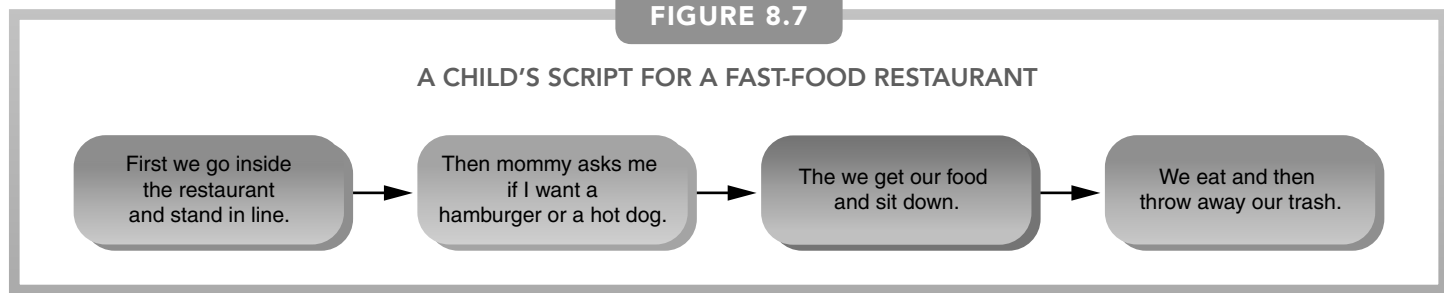 FIGURE 8.7
A CHILD'S SCRIPT FOR A FAST-FOOD RESTAURANT
First we go inside
the restaurant
and stand in line.
Then mommy asks me
if I want a
hamburger or a hot dog.
The we get our food
and sit down.
We eat and then
throw away our trash.